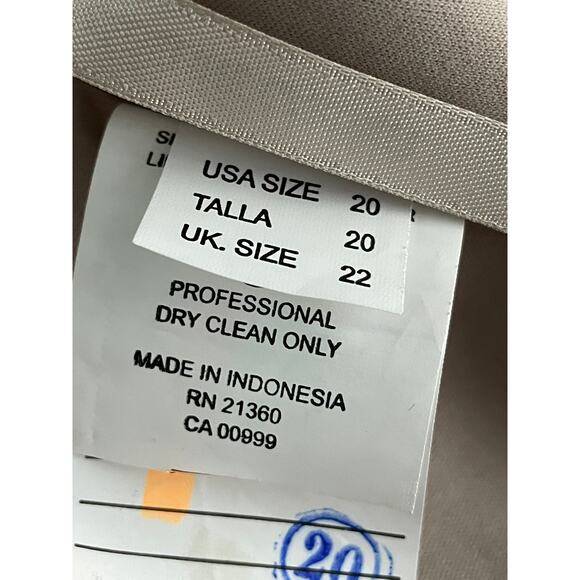 USA SIZE 20
TALLA 20
UK. SIZE 22
PROFESSIONAL
DRY CLEAN ONLY
MADE IN INDONESIA
RN 21360
CA 00999
20